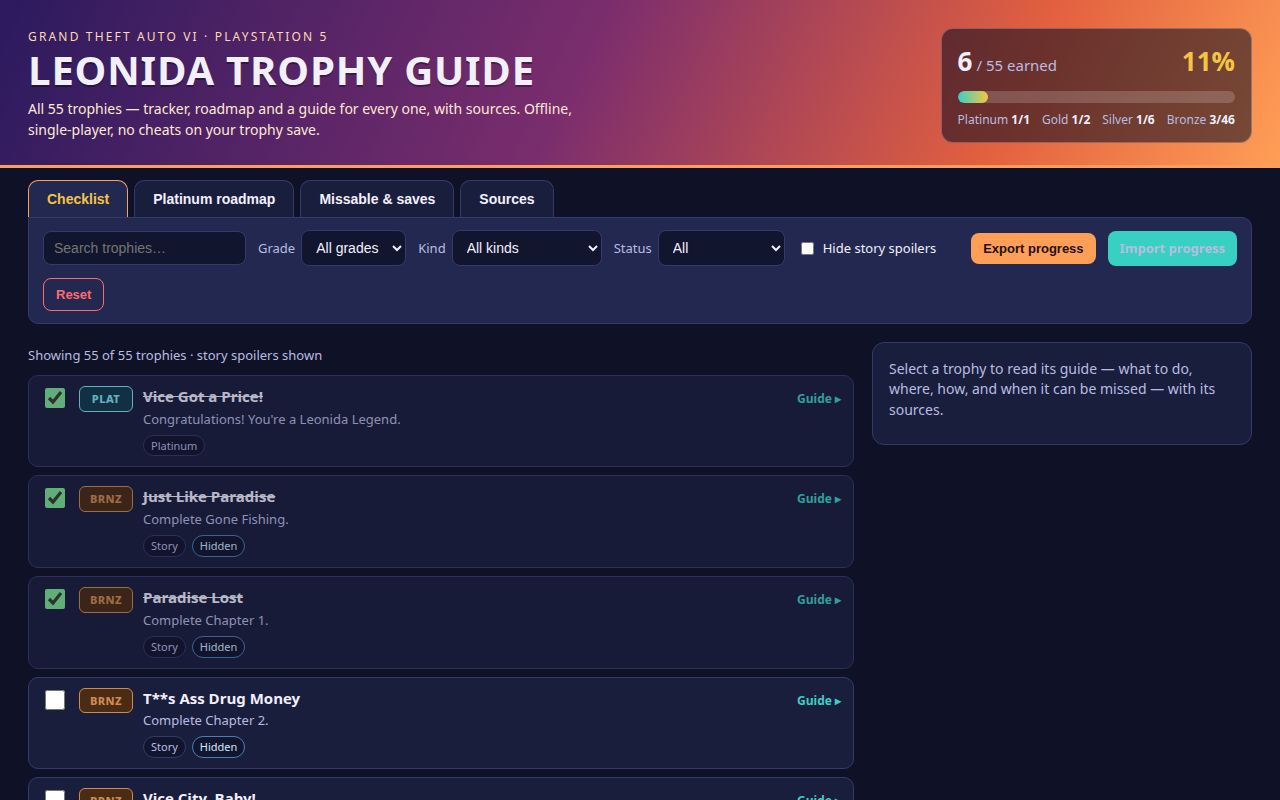 GRAND THEFT AUTO VI · PLAYSTATION 5
LEONIDA TROPHY GUIDE
All 55 trophies — tracker, roadmap and a guide for every one, with sources. Offline,
single-player, no cheats on your trophy save.
6 / 55 earned
11%
Platinum 1/1 Gold 1/2 Silver 1/6 Bronze 3/46
Checklist
Platinum roadmap
Missable & saves
Sources
Search trophies…
Grade
All grades
Kind
All kinds
Status
All
Hide story spoilers
Export progress
Import progress
Reset
Showing 55 of 55 trophies · story spoilers shown
PLAT
Vice Got a Price!
Guide ▸
Congratulations! You're a Leonida Legend.
Platinum
BRNZ
Just Like Paradise
Guide ▸
Complete Gone Fishing.
Story
Hidden
BRNZ
Paradise Lost
Guide ▸
Complete Chapter 1.
Story
Hidden
BRNZ
T**s Ass Drug Money
Guide ▸
Complete Chapter 2.
Story
Hidden
BRNZ
Vice City, Baby!
Guide ▸
Select a trophy to read its guide — what to do,
where, how, and when it can be missed — with its
sources.